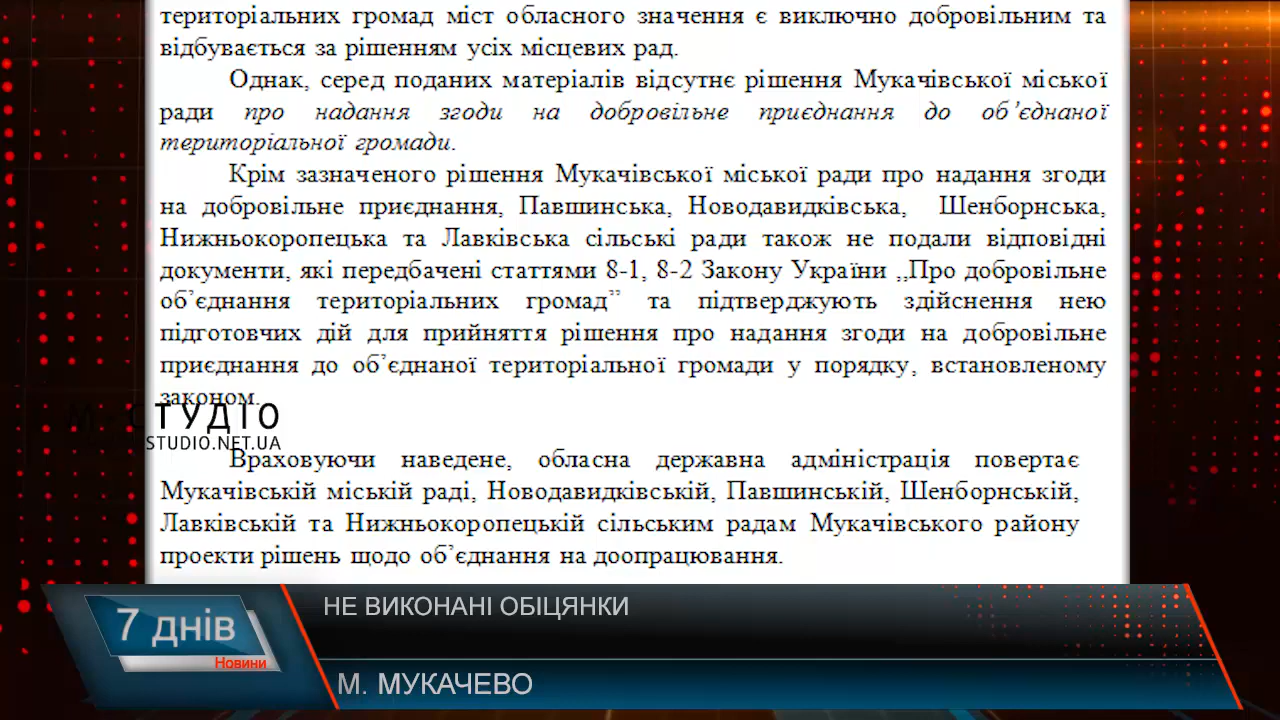 територіальних громад міст обласного значення є виключно добровільним та
відбувається за рішенням усіх місцевих рад.
Однак, серед поданих матеріалів відсутнє рішення Мукачівської міської
ради про надання згоди на добровільне приєднання до об’єднаної
територіальної громади.
Крім зазначеного рішення Мукачівської міської ради про надання згоди
на добровільне приєднання, Павшинська, Новодавидківська, Шенборнська,
Нижньокоропецька та Лавківська сільські ради також не подали відповідні
документи, які передбачені статтями 8-1, 8-2 Закону України ,,Про добровільне
об’єднання територіальних громад” та підтверджують здійснення нею
підготовчих дій для прийняття рішення про надання згоди на добровільне
приєднання до об’єднаної територіальної громади у порядку, встановленому
законом.
М-СТУДІО
STUDIO.NET.UA
Враховуючи наведене, обласна державна адміністрація повертає
Мукачівській міській раді, Новодавидківській, Павшинській, Шенборнській,
Лавківській та Нижньокоропецькій сільським радам Мукачівського району
проекти рішень щодо об’єднання на доопрацювання.
7 днів
Новини
НЕ ВИКОНАНІ ОБІЦЯНКИ
М. МУКАЧЕВО